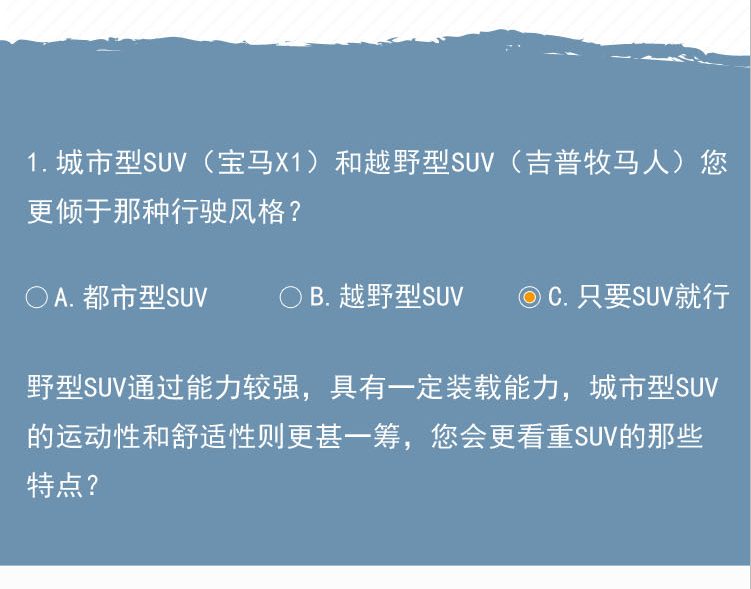 1.城市型SUV（宝马X1）和越野型SUV（吉普牧马人）您
更倾于那种行驶风格?
A.都市型SUV B.越野型SUV C.只要SUV就行
野型SUV通过能力较强，具有一定装载能力，城市型SUV
的运动性和舒适性则更甚一筹，您会更看重SUV的那些
特点?